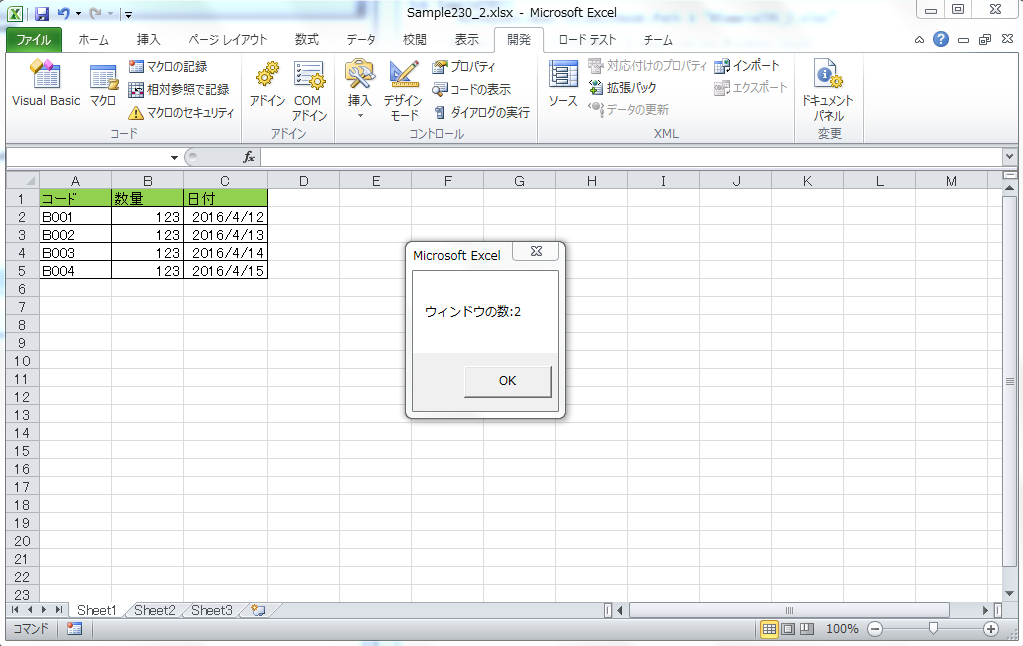 Sample230_2.xlsx - Microsoft Excel
ファイル ホーム 挿入 ページ レイアウト 数式 データ 校閲 表示 開発 ロード テスト チーム
Visual Basic
マクロ
マクロの記録
相対参照で記録
マクロのセキュリティ
コード
アドイン
COM
アドイン
アドイン
挿入
デザイン
モード
プロパティ
コードの表示
ダイアログの実行
コントロール
ソース
対応付けのプロパティ
拡張パック
データの更新
インポート
エクスポート
XML
ドキュメント
パネル
変更
fx
A B C D E F G H I J K L M
1 コード 数量 日付
2 B001 123 2016/4/12
3 B002 123 2016/4/13
4 B003 123 2016/4/14
5 B004 123 2016/4/15
6
7
8
9
10
11
12
13
14
15
16
17
18
19
20
21
22
23
Microsoft Excel
ウィンドウの数:2
OK
Sheet1 Sheet2 Sheet3
コマンド 100%